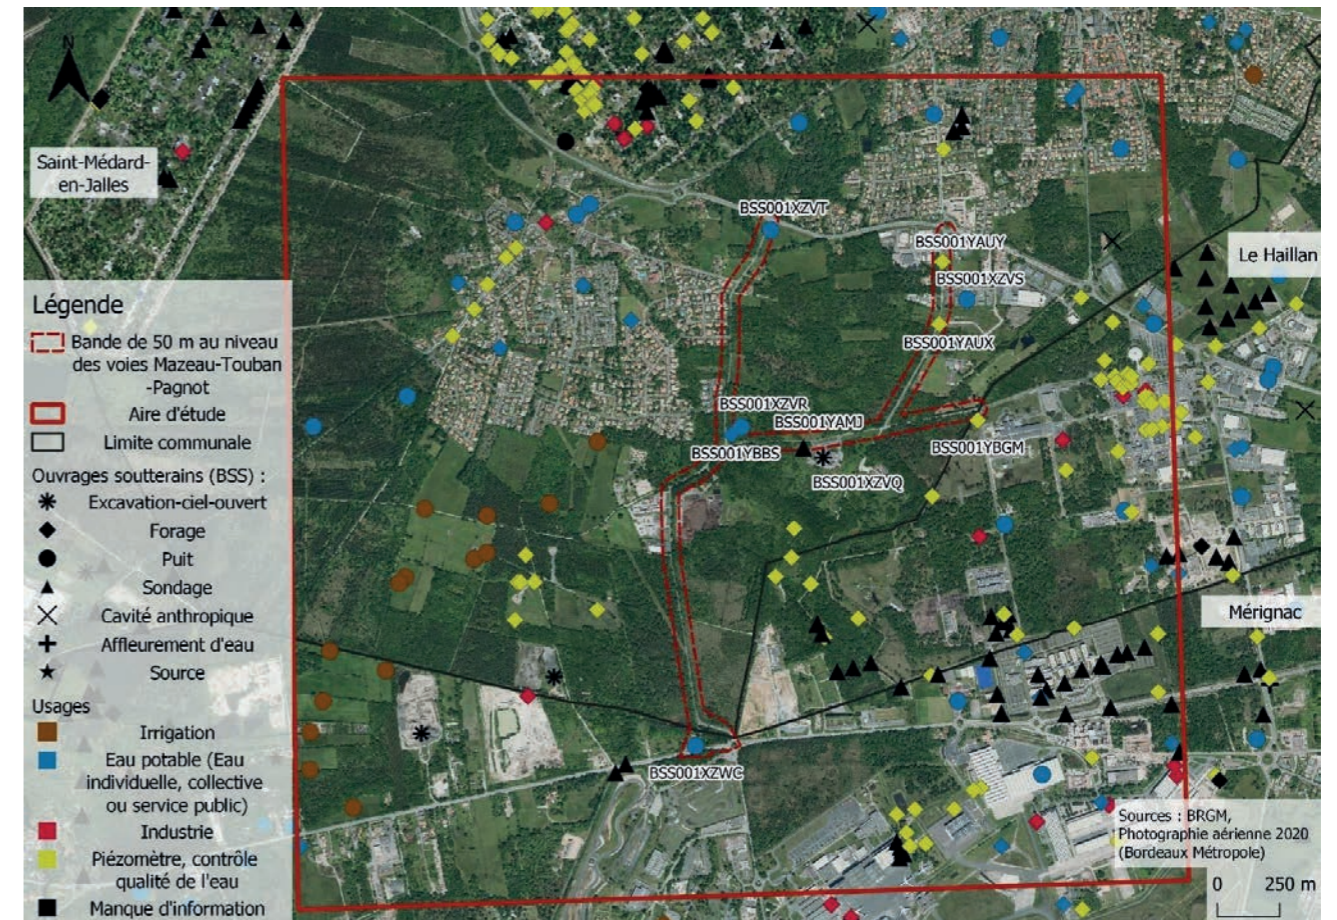 N
Saint-Médard-
en-Jalles
BSS001XZVT
BSS001YAUY
Le Haillan
BSS001XZVS
Légende
Bande de 50 m au niveau
des voies Mazeau-Touban
-Pagnot
Aire d'étude
Limite communale
Ouvrages soutterains (BSS) :
Excavation-ciel-ouvert
Forage
Puit
Sondage
Cavité anthropique
Affleurement d'eau
Source
Usages
Irrigation
Eau potable (Eau
individuelle, collective
ou service public)
Industrie
Piézomètre, contrôle
qualité de l'eau
Manque d'information
BSS001YAUX
BSS001XZVR
BSS001YAMJ
BSS001YBBS
BSS001YBGM
BSS001XZVQ
Mérignac
BSS001XZWC
Sources : BRGM,
Photographie aérienne 2020
(Bordeaux Métropole)
0 250 m